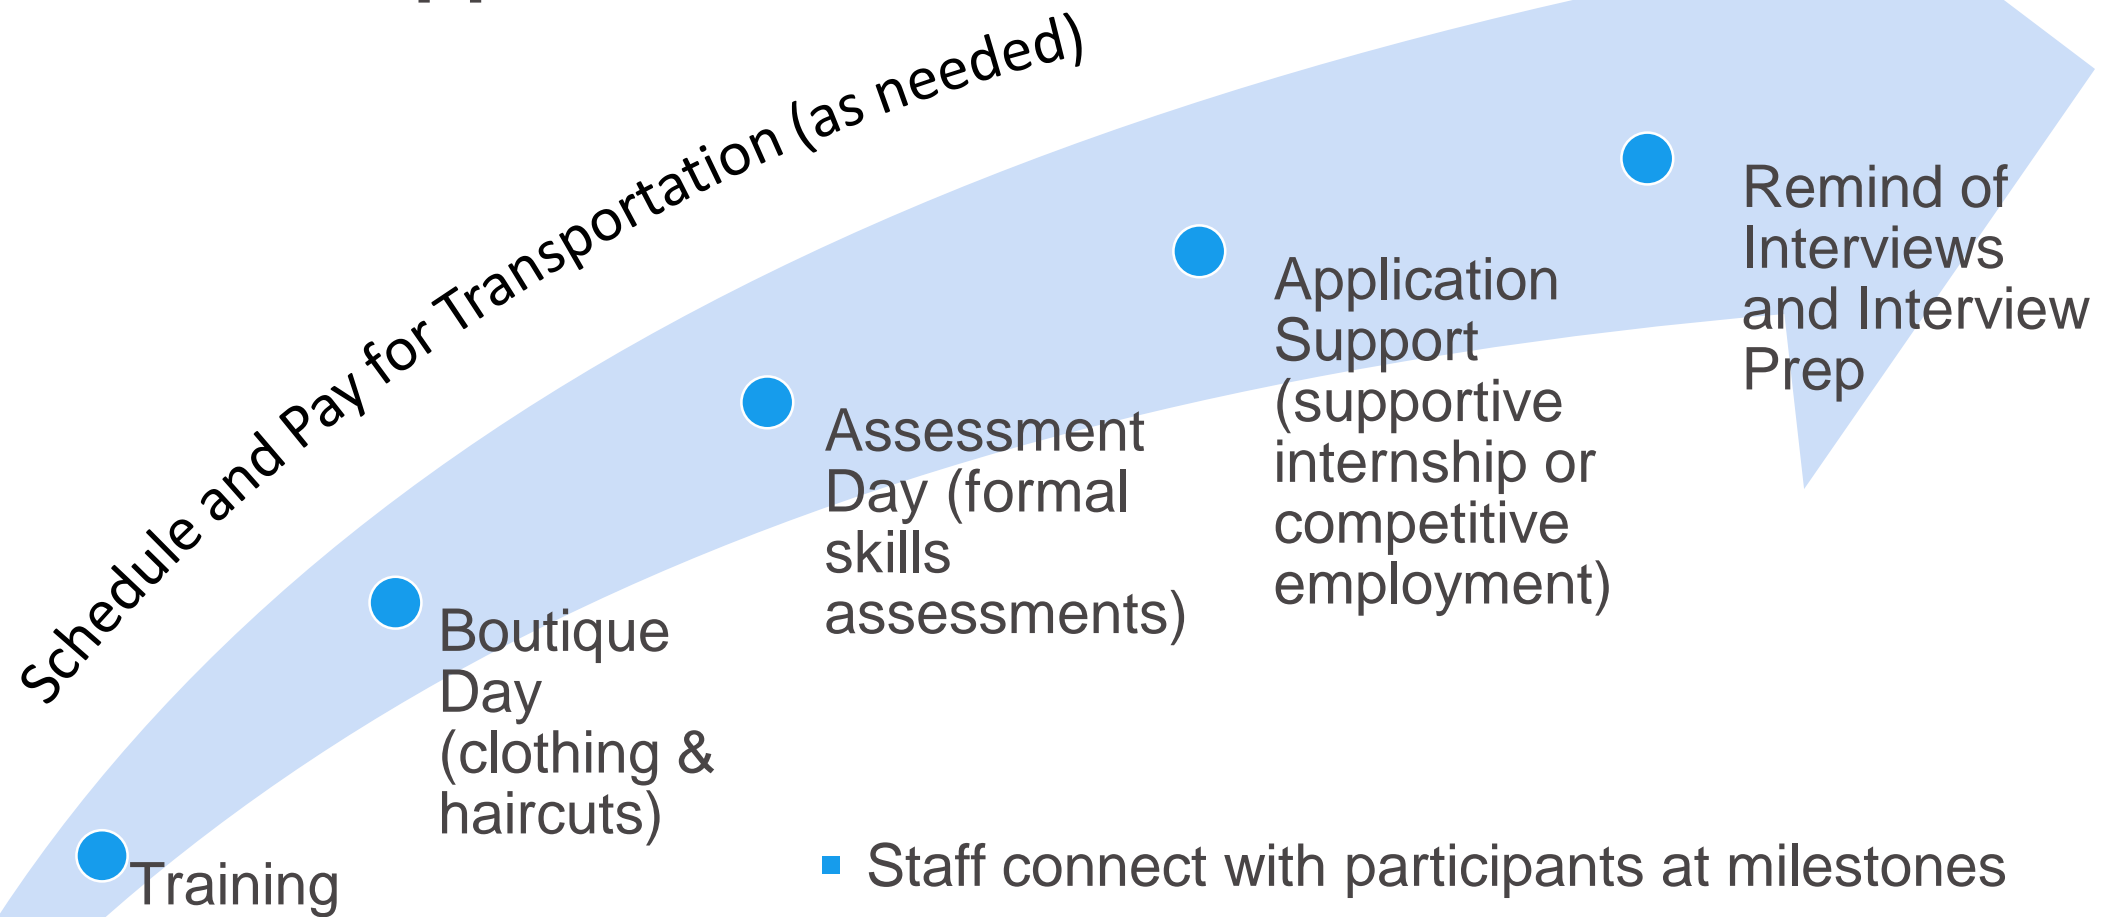 Schedule and Pay for Transportation (as needed)
Training
Boutique
Day
(clothing &
haircuts)
Assessment
Day (formal
skills
assessments)
Application
Support
(supportive
internship or
competitive
employment)
Remind of
Interviews
and Interview
Prep
▪ Staff connect with participants at milestones